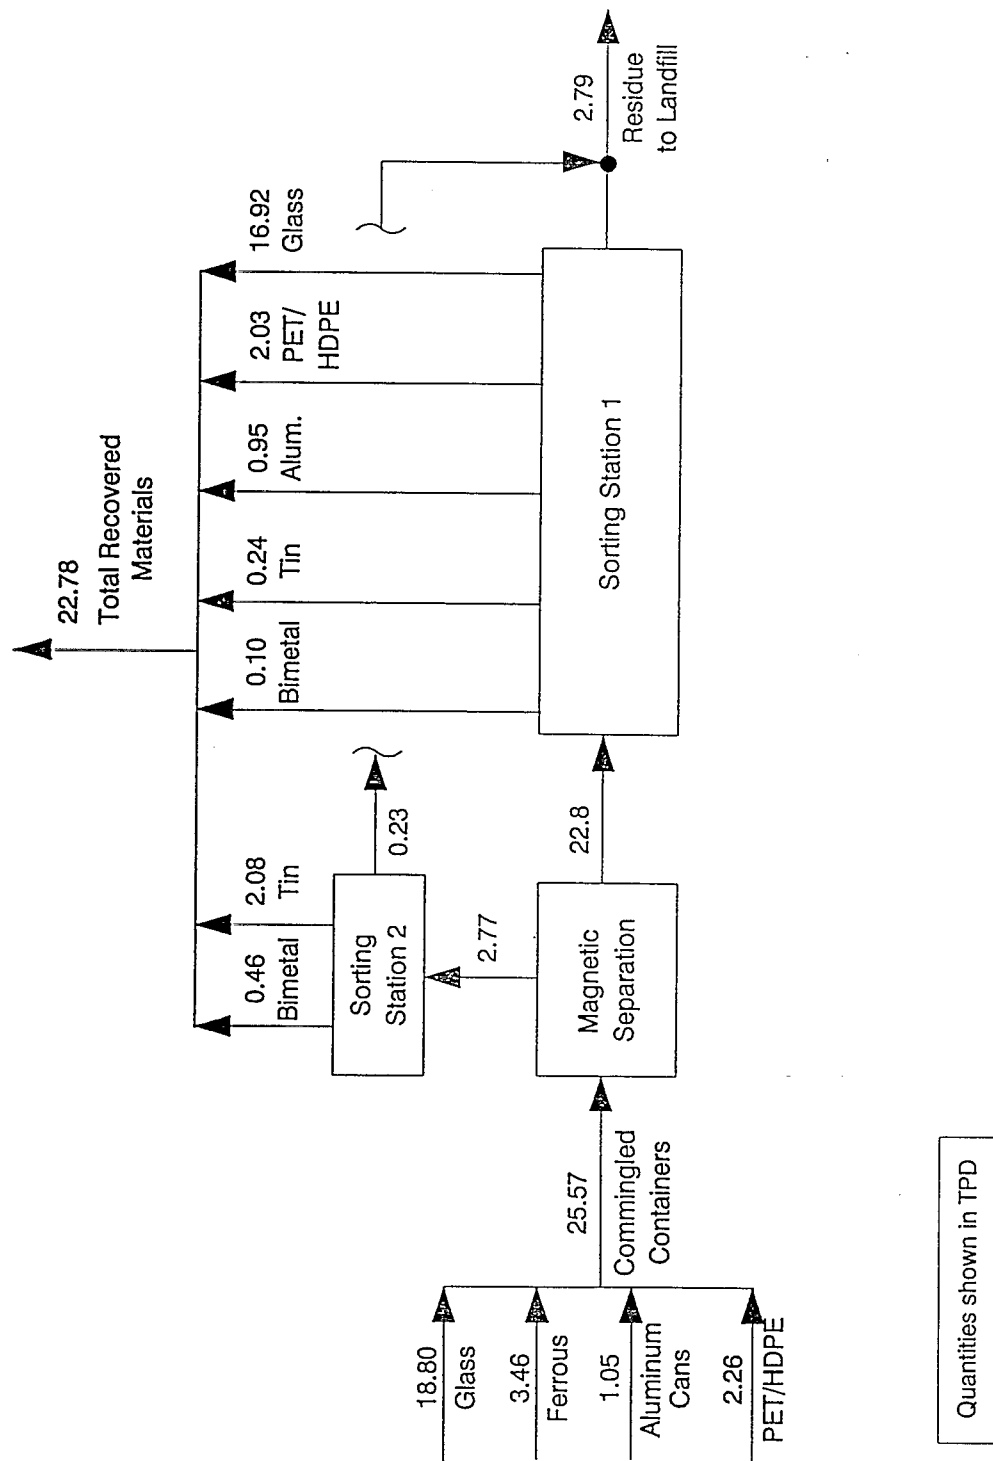 18.80
Glass
3.46
Ferrous
1.05
Aluminum
Cans
2.26
PET/HDPE
25.57
Commingled
Containers
Magnetic
Separation
2.77
22.8
Sorting
Station 2
0.46
Bimetal
2.08
Tin
0.23
Sorting Station 1
0.10
Bimetal
0.24
Tin
0.95
Alum.
2.03
PET/
HDPE
16.92
Glass
22.78
Total Recovered
Materials
2.79
Residue
to Landfill
Quantities shown in TPD